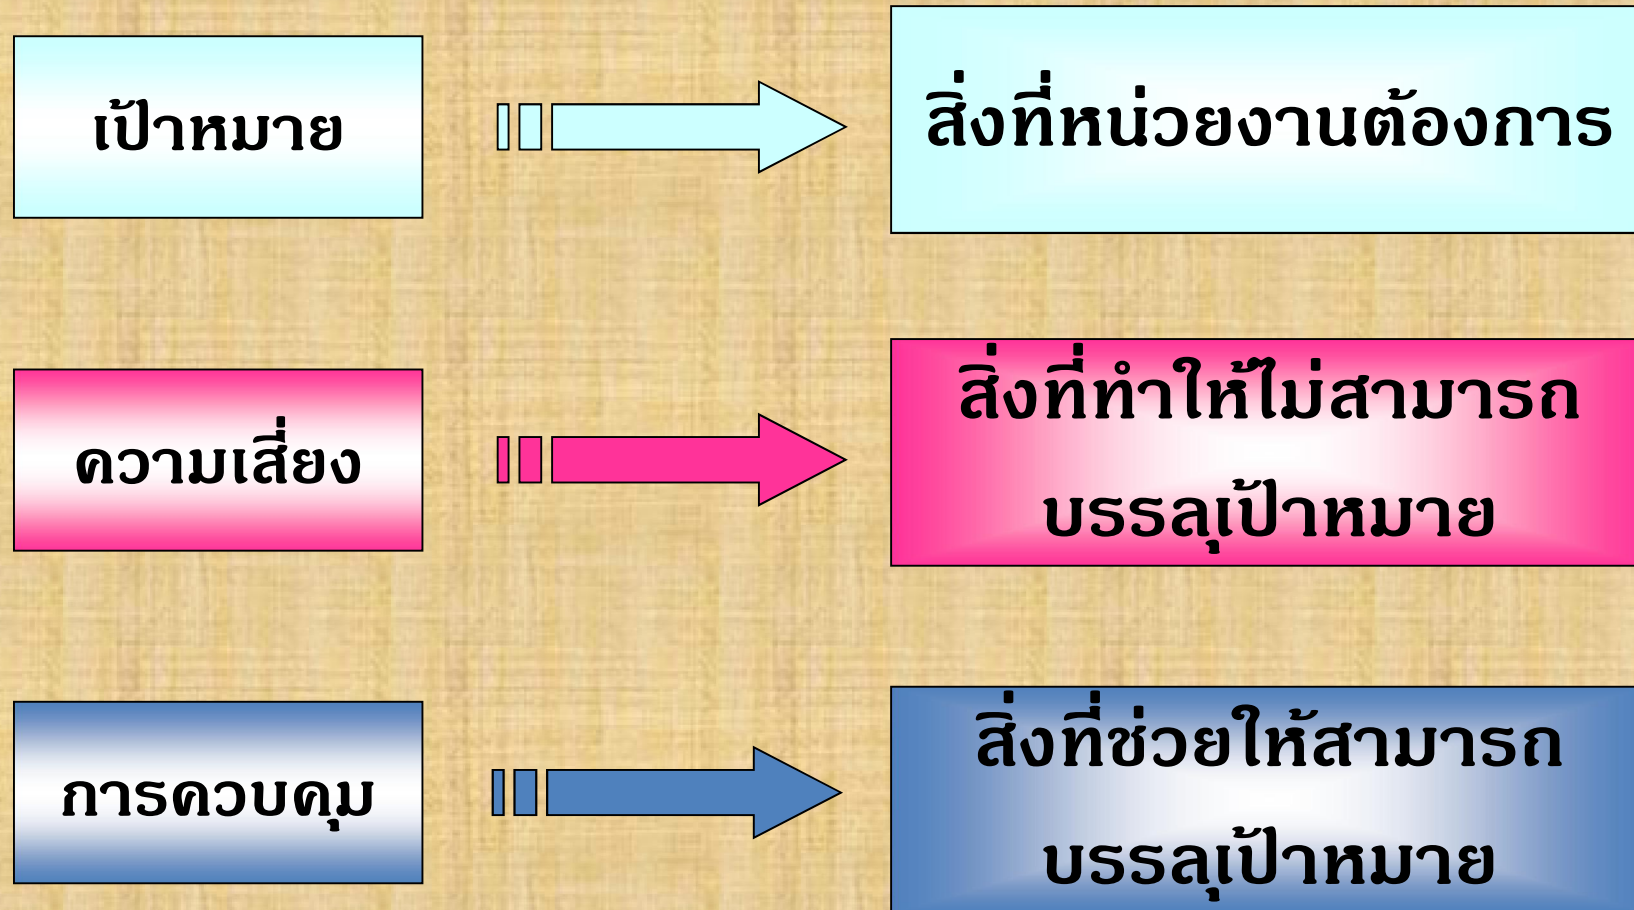 เป้าหมาย
สิ่งที่หน่วยงานต้องการ
ความเสี่ยง
สิ่งที่ทำให้ไม่สามารถ
บรรลุเป้าหมาย
การควบคุม
สิ่งที่ช่วยให้สามารถ
บรรลุเป้าหมาย